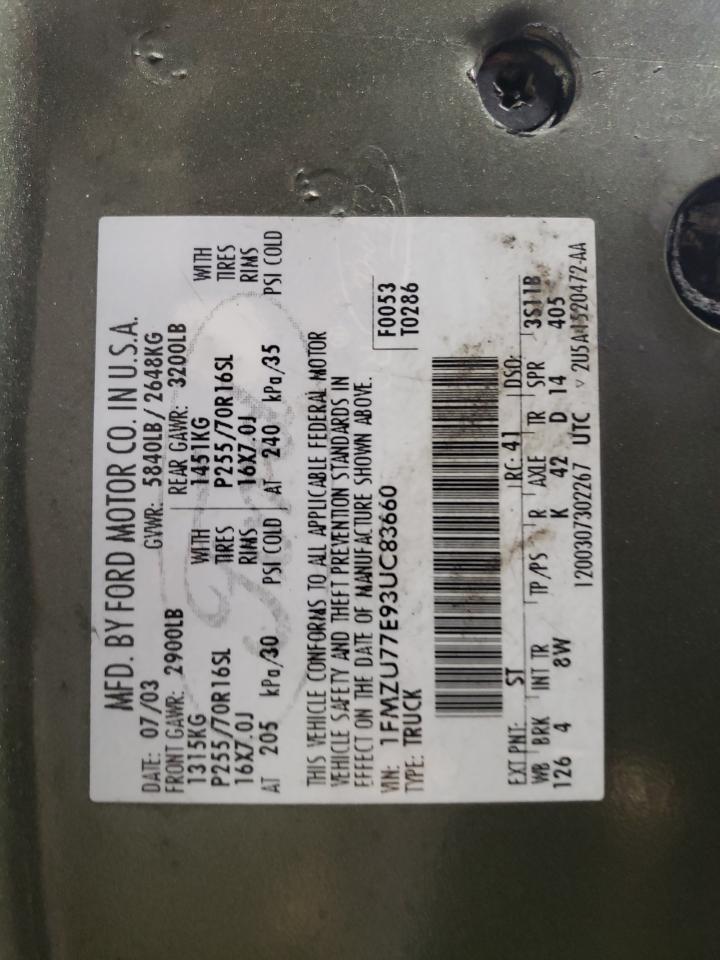 MFD. BY FORD MOTOR CO. IN U.S.A.
DATE: 07/03 GVWR: 5840LB / 2648KG
FRONT GAWR: 2900LB REAR GAWR: 3200LB
1315KG WITH 1451KG WITH
P255/70R16SL TIRES P255/70R16SL TIRES
16X7.0J RIMS 16X7.0J RIMS
AT 205 kPa/30 PSI COLD AT 240 kPa/35 PSI COLD
THIS VEHICLE CONFORMS TO ALL APPLICABLE FEDERAL MOTOR
VEHICLE SAFETY AND THEFT PREVENTION STANDARDS IN
EFFECT ON THE DATE OF MANUFACTURE SHOWN ABOVE.
VIN: 1FMZU77E93UC83660 F0053
TYPE: TRUCK T0286
EXT PNT: ST RC: 41 DSO:
WB BRK INT TR TP/PS R AXLE TR SPR 3S11B
126 4 8W K 42 D 14 405
1200307302267 UTC ▽ 2U5A-1520472-AA